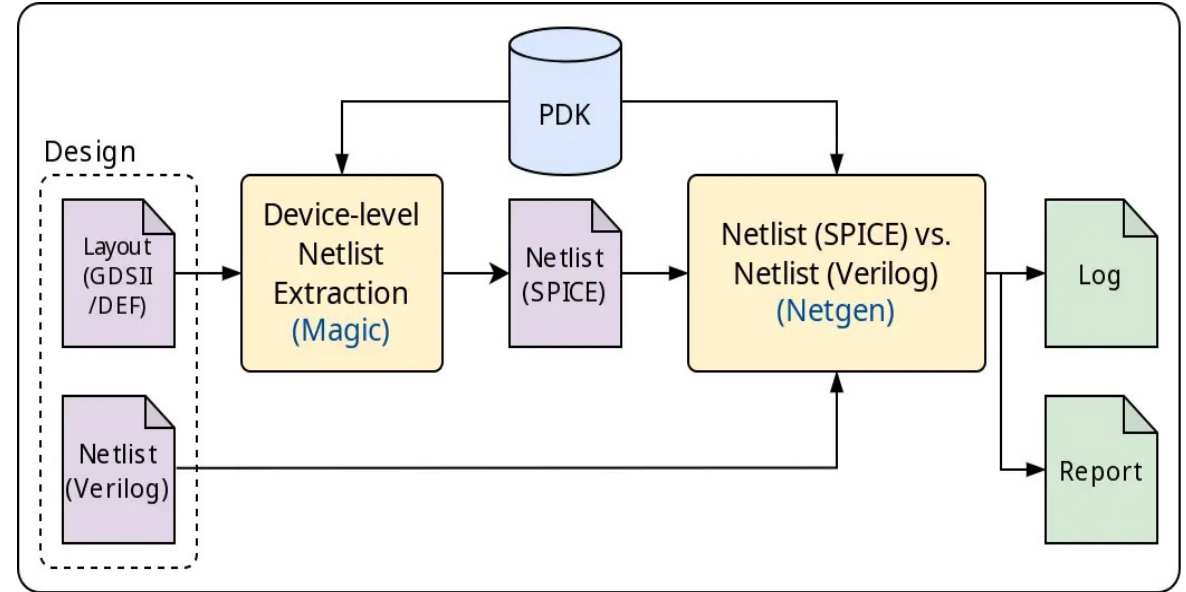 PDK
Design
Layout
(GDSII
/DEF)
Device-level
Netlist
Extraction
(Magic)
Netlist
(SPICE)
Netlist (SPICE) vs.
Netlist (Verilog)
(Netgen)
Log
Netlist
(Verilog)
Report